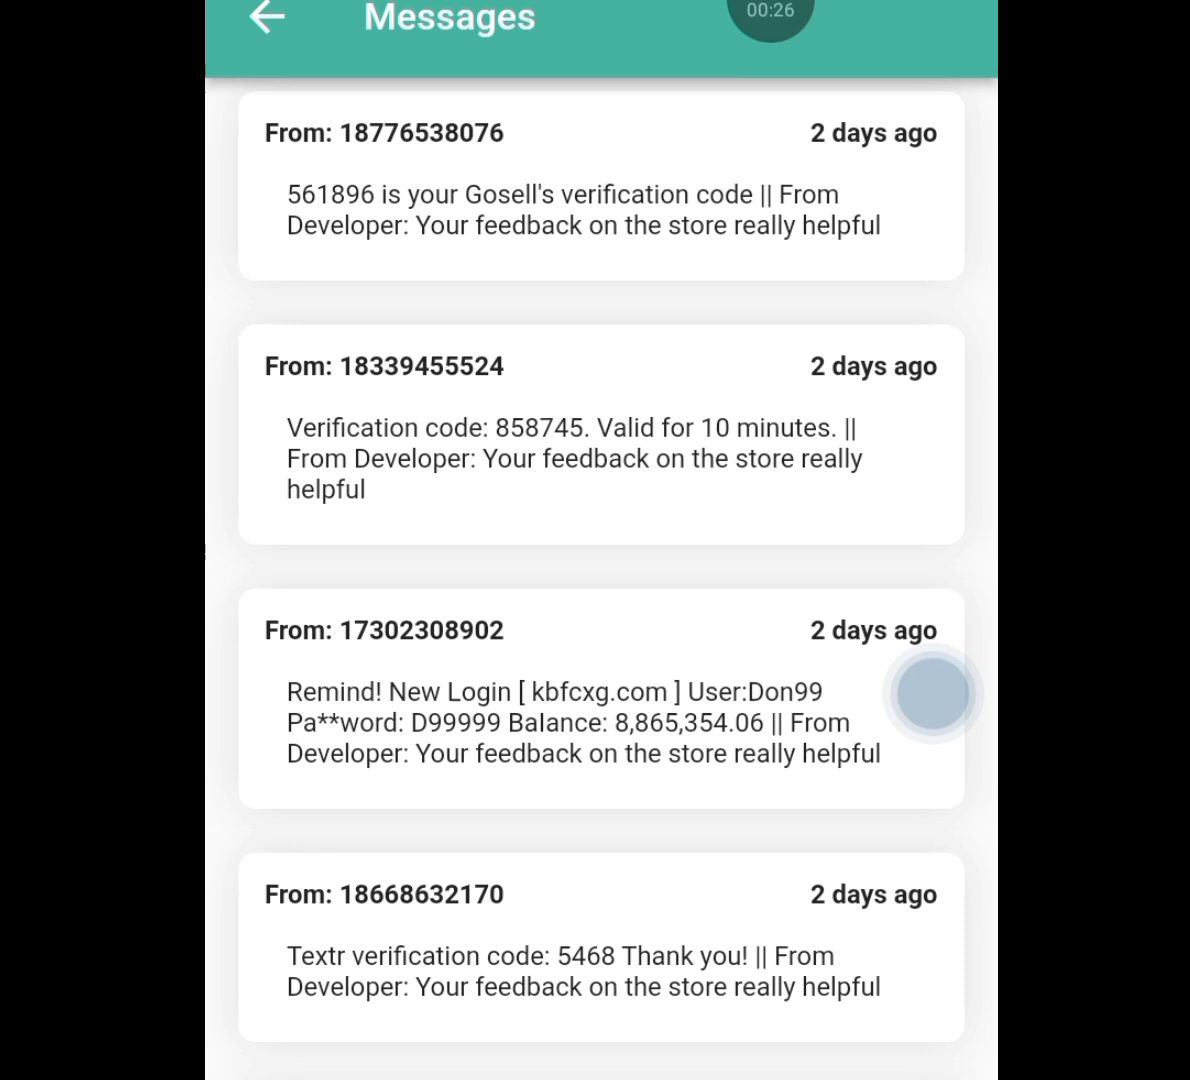 Messages
00:26
From: 18776538076 2 days ago
561896 is your Gosell's verification code || From
Developer: Your feedback on the store really helpful
From: 18339455524 2 days ago
Verification code: 858745. Valid for 10 minutes. ||
From Developer: Your feedback on the store really
helpful
From: 17302308902 2 days ago
Remind! New Login [ kbfcxg.com ] User:Don99
Pa**word: D99999 Balance: 8,865,354.06 || From
Developer: Your feedback on the store really helpful
From: 18668632170 2 days ago
Textr verification code: 5468 Thank you! || From
Developer: Your feedback on the store really helpful